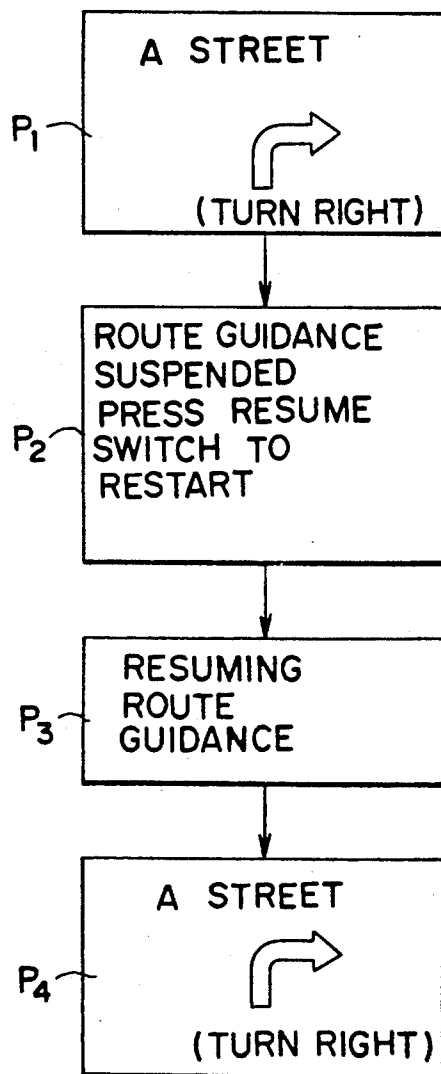 A STREET
P1
(TURN RIGHT)
ROUTE GUIDANCE
SUSPENDED
PRESS RESUME
P2
SWITCH TO
RESTART
RESUMING
ROUTE
P3
GUIDANCE
A STREET
P4
(TURN RIGHT)